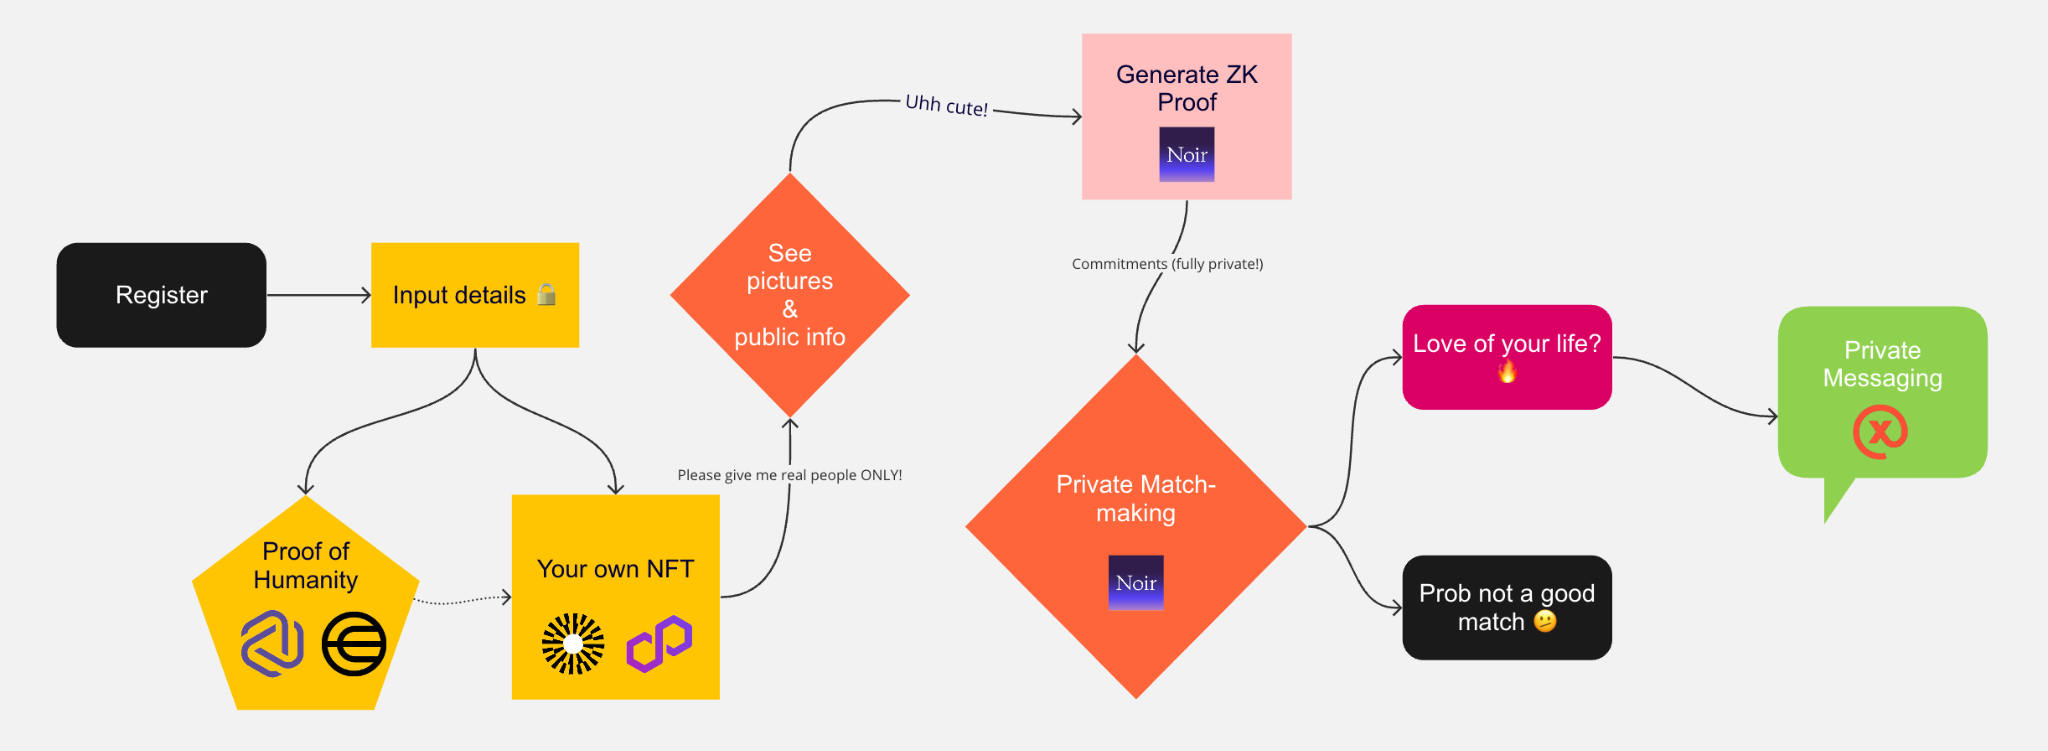 Register
Input details 🔒
Proof of
Humanity
Your own NFT
Please give me real people ONLY!
See
pictures
&
public info
Uhh cute!
Generate ZK
Proof
Noir
Commitments (fully private!)
Private Match-
making
Noir
Love of your life?
🔥
Prob not a good
match 🫤
Private
Messaging